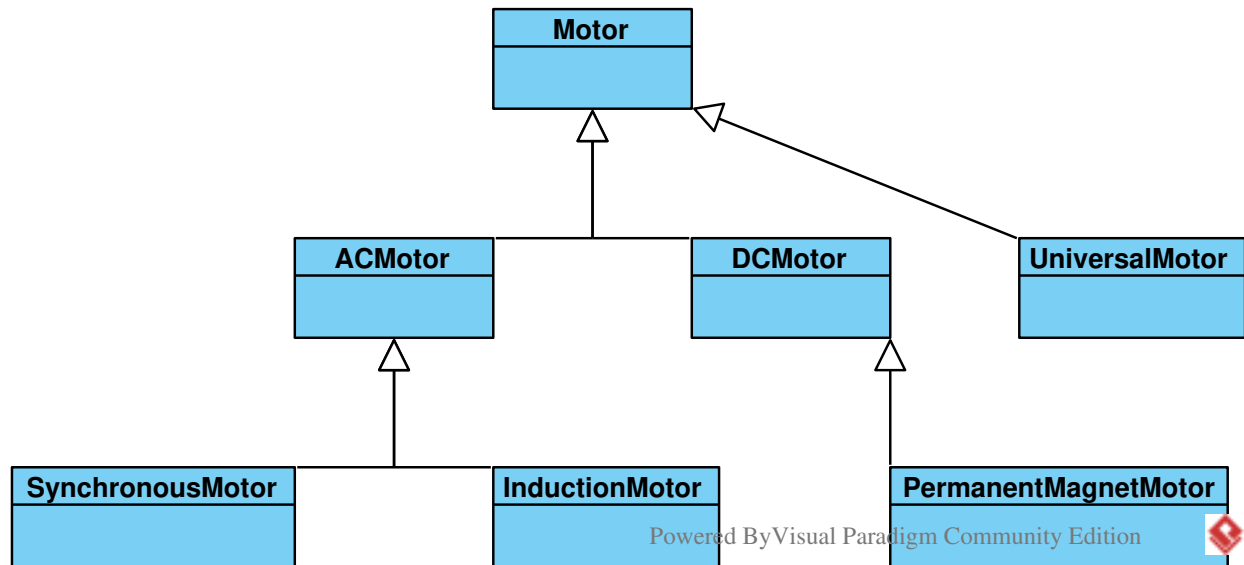 Motor
ACMotor
DCMotor
UniversalMotor
SynchronousMotor
InductionMotor
PermanentMagnetMotor
Powered ByVisual Paradigm Community Edition